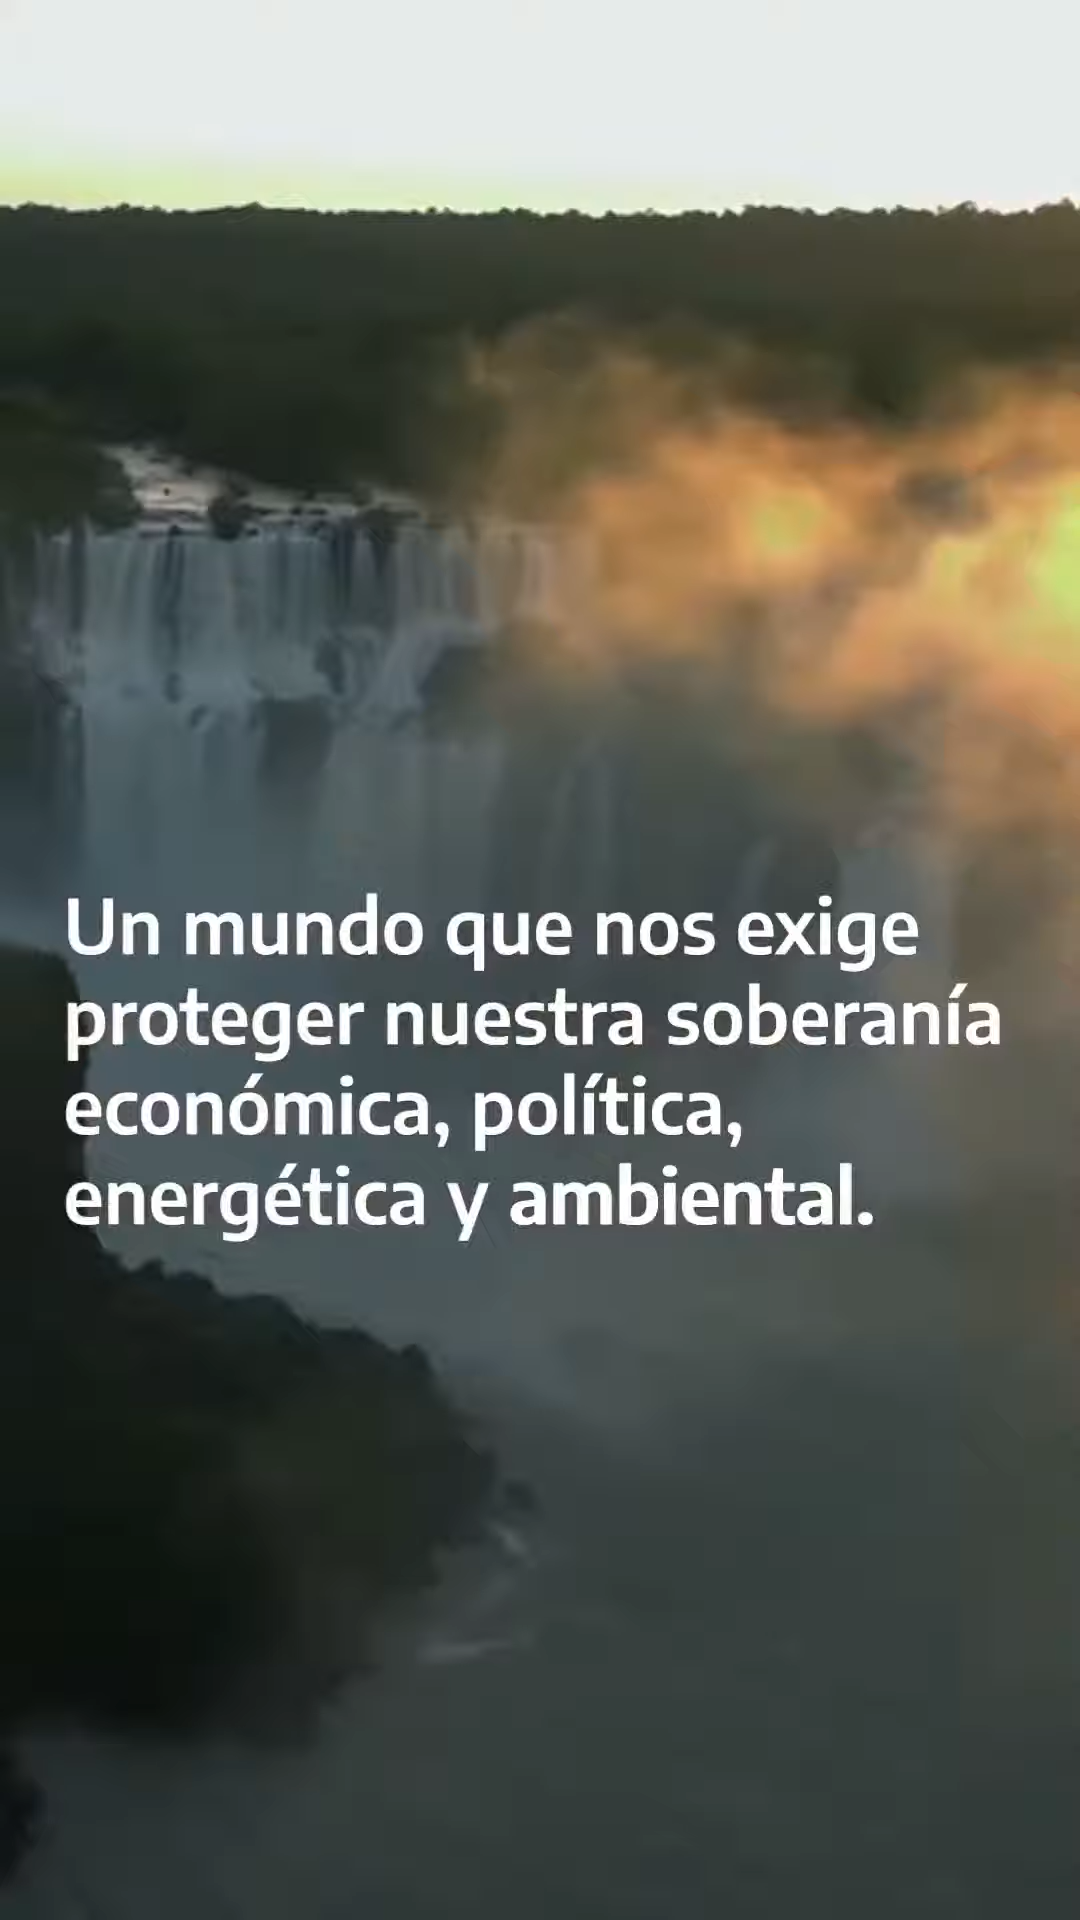 Un mundo que nos exige
proteger nuestra soberanía
económica, política,
energética y ambiental.